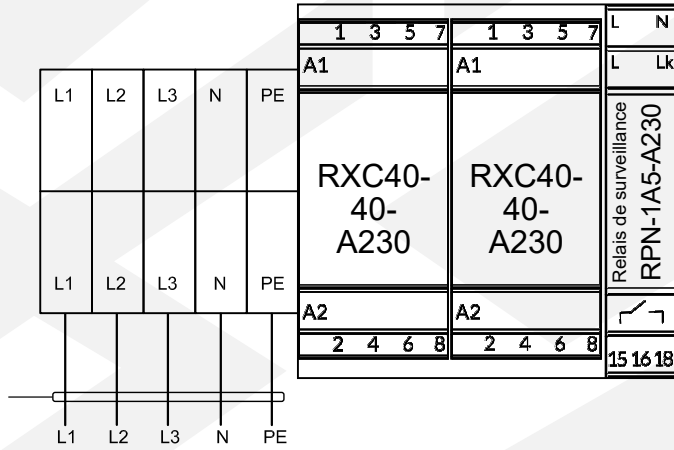 1 3 5 7
1 3 5 7
L N
A1
A1
L Lk
L1 L2 L3 N PE
RXC40-
40-
A230
RXC40-
40-
A230
Relais de surveillance
RPN-1A5-A230
L1 L2 L3 N PE
A2
A2
2 4 6 8
2 4 6 8
15 16 18
L1 L2 L3 N PE